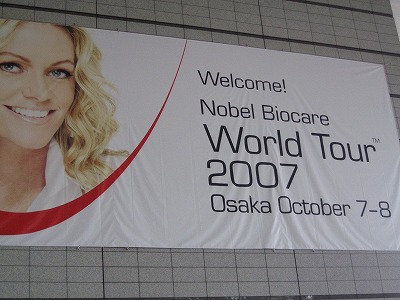 Welcome!
Nobel Biocare
World Tour™
2007
Osaka October 7-8